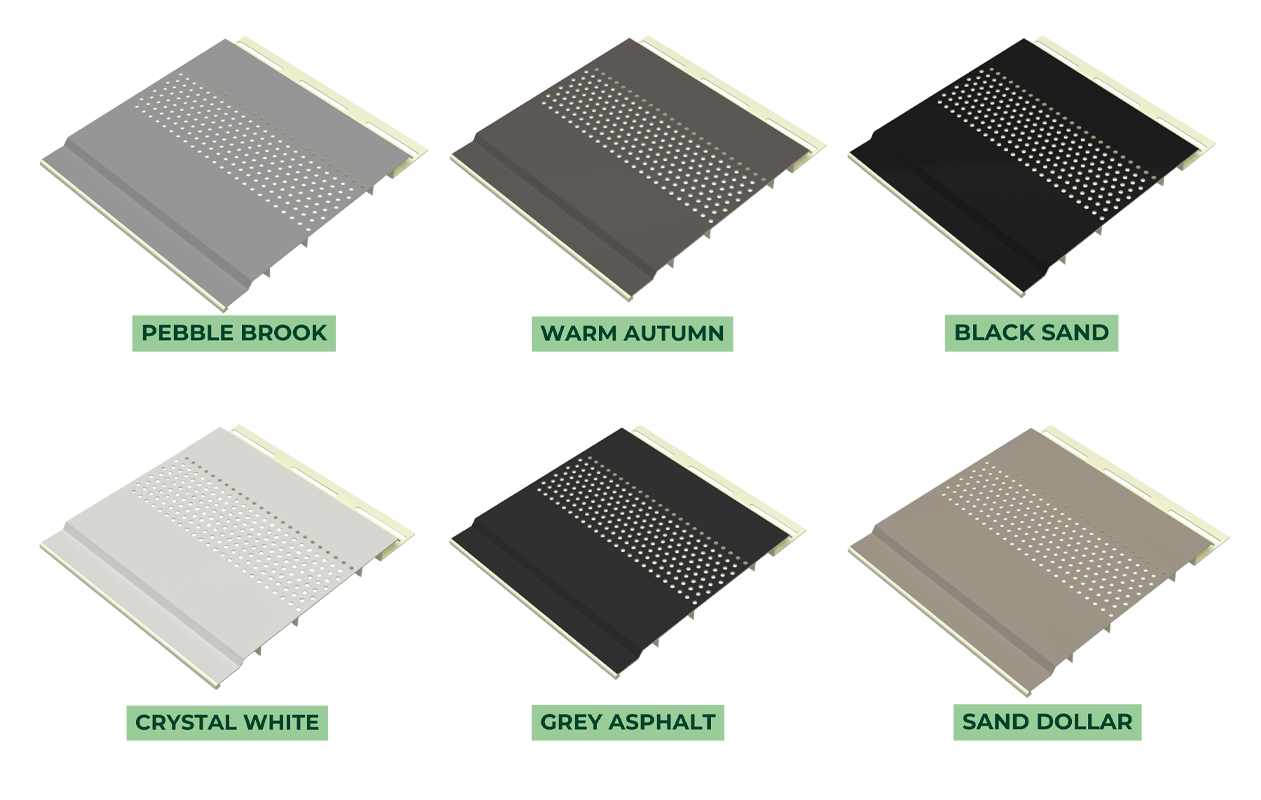 PEBBLE BROOK
WARM AUTUMN
BLACK SAND
CRYSTAL WHITE
GREY ASPHALT
SAND DOLLAR